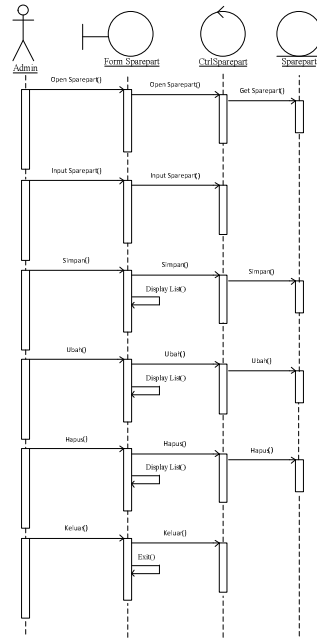 Admin
Form Sparepart
CtrlSparepart
Sparepart
Open Sparepart()
Open Sparepart()
Get Sparepart()
Input Sparepart()
Input Sparepart()
Simpan()
Simpan()
Simpan()
Display List()
Ubah()
Ubah()
Ubah()
Display List()
Hapus()
Hapus()
Hapus()
Display List()
Keluar()
Keluar()
Exit()